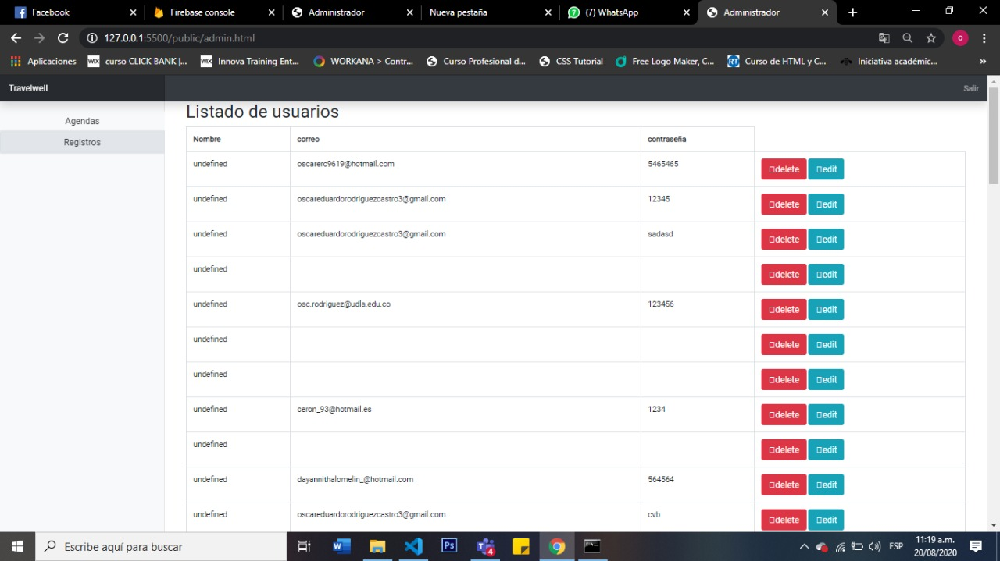 Facebook
Firebase console
Administrador
Nueva pestaña
(7) WhatsApp
Administrador
127.0.0.1:5500/public/admin.html
Aplicaciones
WIX curso CLICK BANK |...
WIX Innova Training Ent...
WORKANA > Contr...
Curso Profesional d...
CSS Tutorial
Free Logo Maker, C...
RT Curso de HTML y C...
Iniciativa académic...
»
Travelwell
Salir
Agendas
Registros
Listado de usuarios
Nombre correo contraseña
undefined oscarerc9619@hotmail.com 5465465 delete edit
undefined oscareduardorodriguezcastro3@gmail.com 12345 delete edit
undefined oscareduardorodriguezcastro3@gmail.com sadasd delete edit
undefined delete edit
undefined osc.rodriguez@udla.edu.co 123456 delete edit
undefined delete edit
undefined delete edit
undefined ceron_93@hotmail.es 1234 delete edit
undefined delete edit
undefined dayannithalomelin_@hotmail.com 564564 delete edit
undefined oscareduardorodriguezcastro3@gmail.com cvb delete edit
Escribe aquí para buscar
ESP
11:19 a.m.
20/08/2020